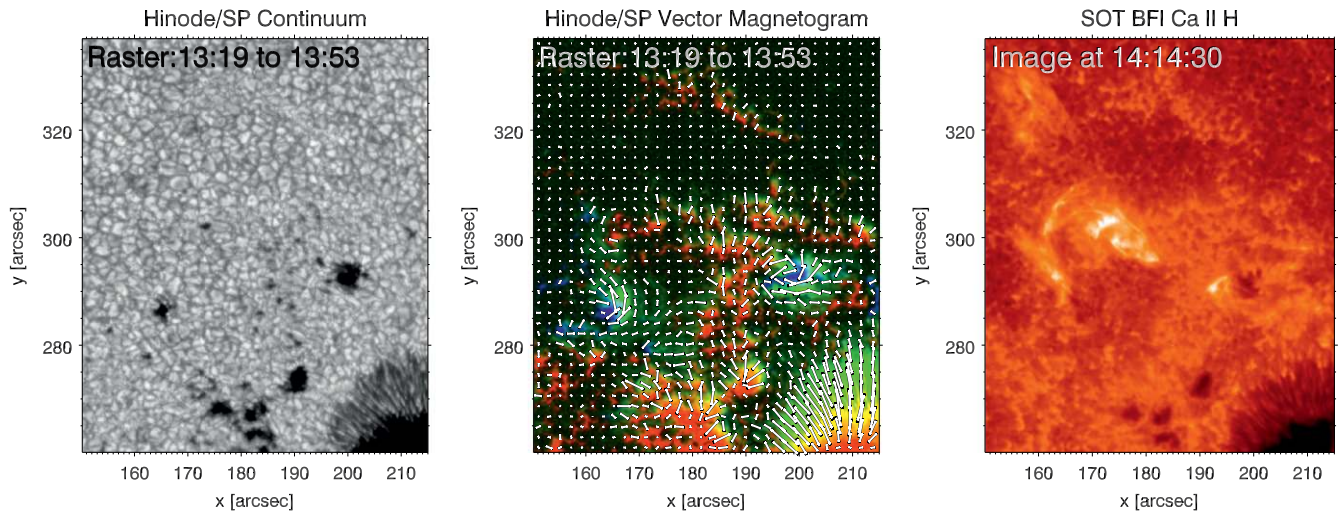 Hinode/SP Continuum
Raster:13:19 to 13:53
320
300
280
y [arcsec]
160 170 180 190 200 210
x [arcsec]
Hinode/SP Vector Magnetogram
Raster 13:19 to 13:53
320
300
280
y [arcsec]
160 170 180 190 200 210
x [arcsec]
SOT BFI Ca II H
Image at 14:14:30
320
300
280
y [arcsec]
160 170 180 190 200 210
x [arcsec]